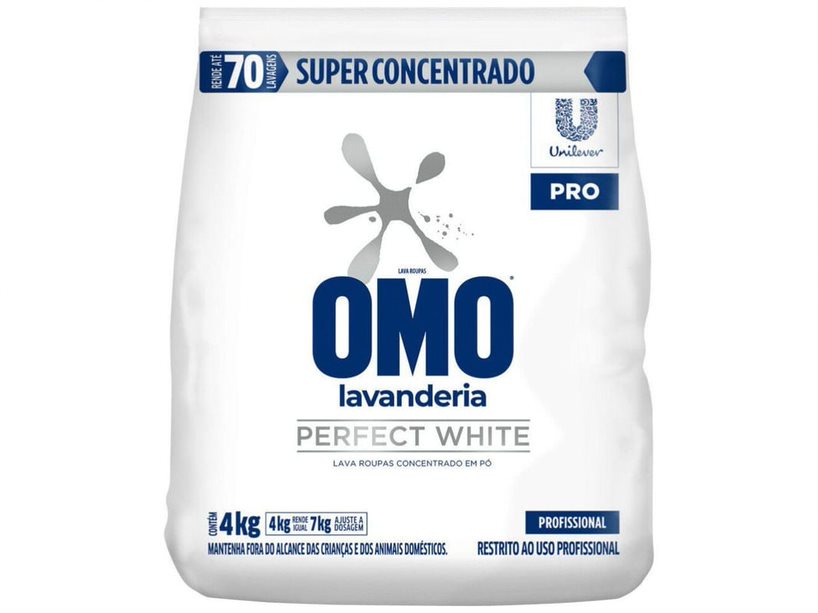 RENDE ATÉ 70 LAVAGENS
SUPER CONCENTRADO
Unilever
PRO
LAVA ROUPAS
OMO
lavanderia
PERFECT WHITE
LAVA ROUPAS CONCENTRADO EM PÓ
CONTÉM 4kg
4kg RENDE IGUAL 7kg AJUSTE A DOSAGEM
PROFISSIONAL
MANTENHA FORA DO ALCANCE DAS CRIANÇAS E DOS ANIMAIS DOMÉSTICOS.
RESTRITO AO USO PROFISSIONAL